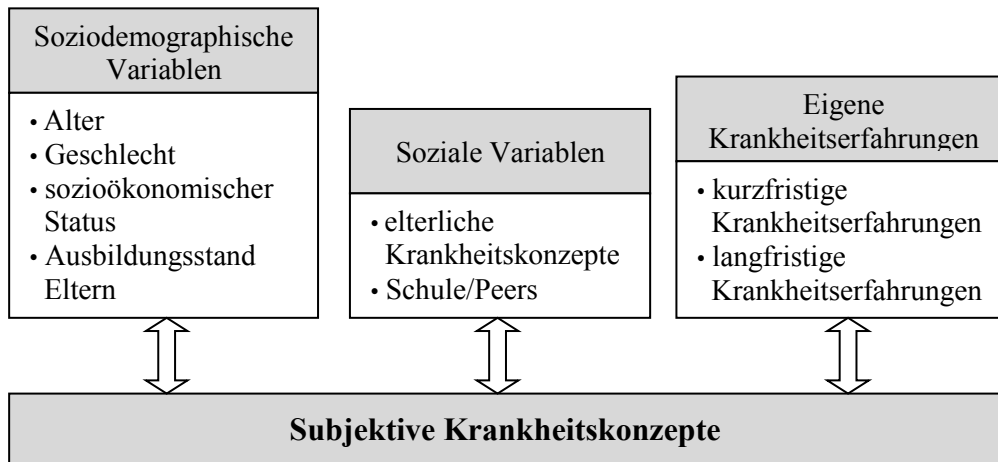 Soziodemographische
Variablen
• Alter
• Geschlecht
• sozioökonomischer
Status
• Ausbildungsstand
Eltern
Soziale Variablen
• elterliche
Krankheitskonzepte
• Schule/Peers
Eigene
Krankheitserfahrungen
• kurzfristige
Krankheitserfahrungen
• langfristige
Krankheitserfahrungen
Subjektive Krankheitskonzepte